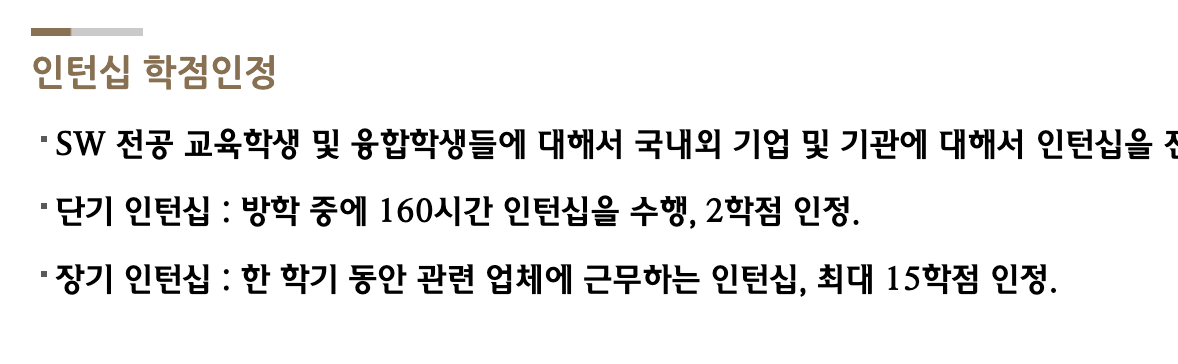 인턴십 학점인정
SW 전공 교육학생 및 융합학생들에 대해서 국내외 기업 및 기관에 대해서 인턴십을
단기 인턴십 : 방학 중에 160시간 인턴십을 수행, 2학점 인정.
장기 인턴십 : 한 학기 동안 관련 업체에 근무하는 인턴십, 최대 15학점 인정.